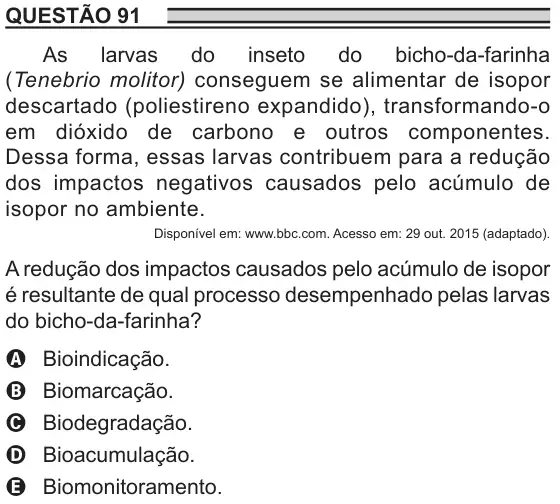 QUESTÃO 91
As larvas do inseto do bicho-da-farinha
(Tenebrio molitor) conseguem se alimentar de isopor
descartado (poliestireno expandido), transformando-o
em dióxido de carbono e outros componentes.
Dessa forma, essas larvas contribuem para a redução
dos impactos negativos causados pelo acúmulo de
isopor no ambiente.
Disponível em: www.bbc.com. Acesso em: 29 out. 2015 (adaptado).
A redução dos impactos causados pelo acúmulo de isopor
é resultante de qual processo desempenhado pelas larvas
do bicho-da-farinha?
A Bioindicação.
B Biomarcação.
C Biodegradação.
D Bioacumulação.
E Biomonitoramento.